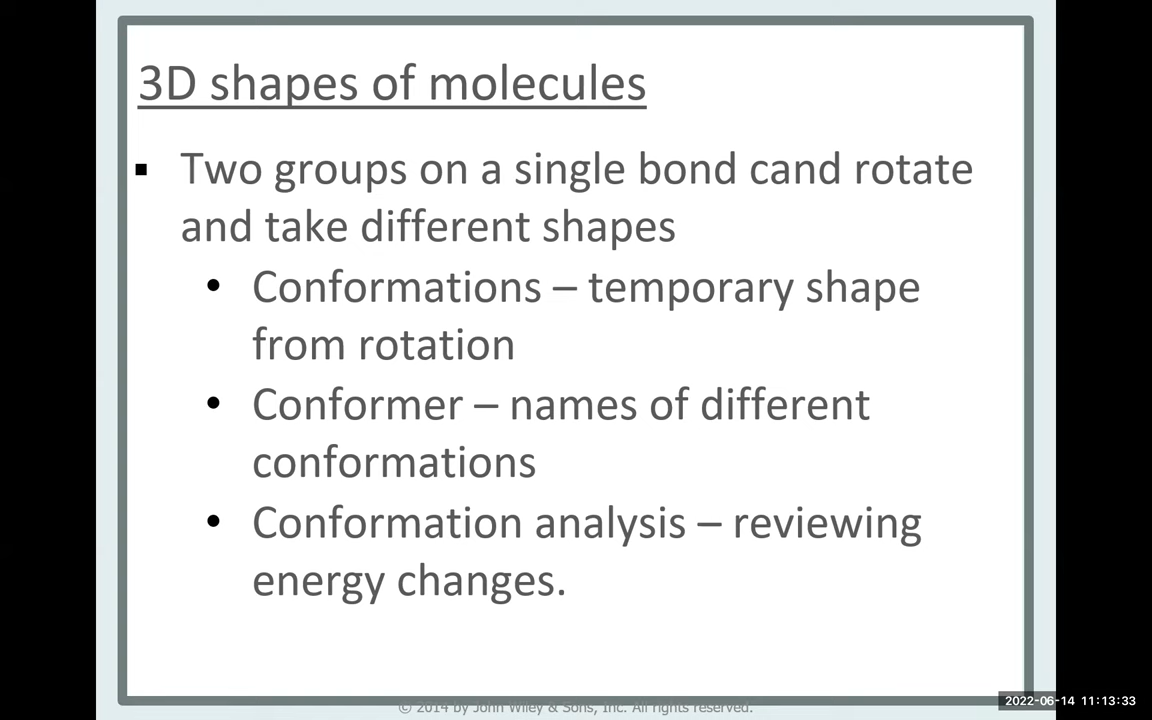 3D shapes of molecules
▪ Two groups on a single bond cand rotate
and take different shapes
• Conformations – temporary shape
from rotation
• Conformer – names of different
conformations
• Conformation analysis – reviewing
energy changes.
© 2014 by John Wiley & Sons, Inc. All rights reserved.
2022-06-14 11:13:33